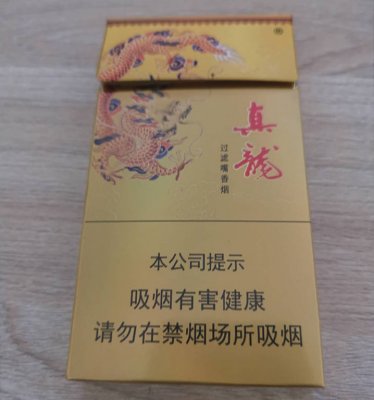 真龍
过滤嘴香烟
本公司提示
吸烟有害健康
请勿在禁烟场所吸烟